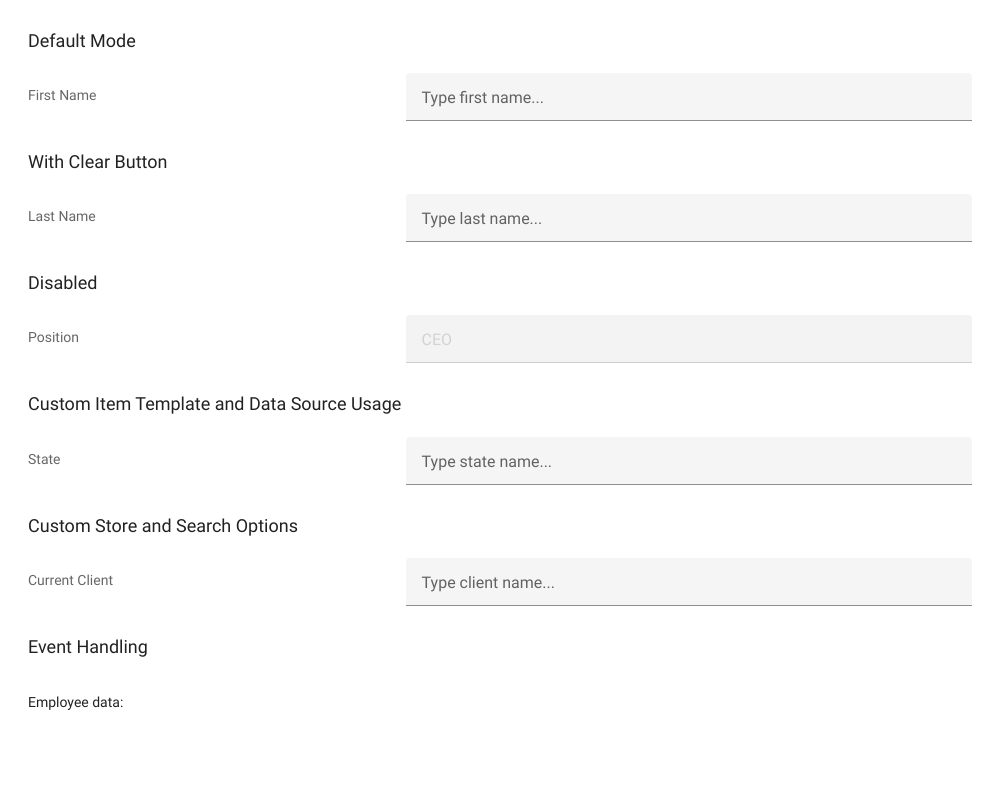 Default Mode
First Name
Type first name...
With Clear Button
Last Name
Type last name...
Disabled
Position
CEO
Custom Item Template and Data Source Usage
State
Type state name...
Custom Store and Search Options
Current Client
Type client name...
Event Handling
Employee data: